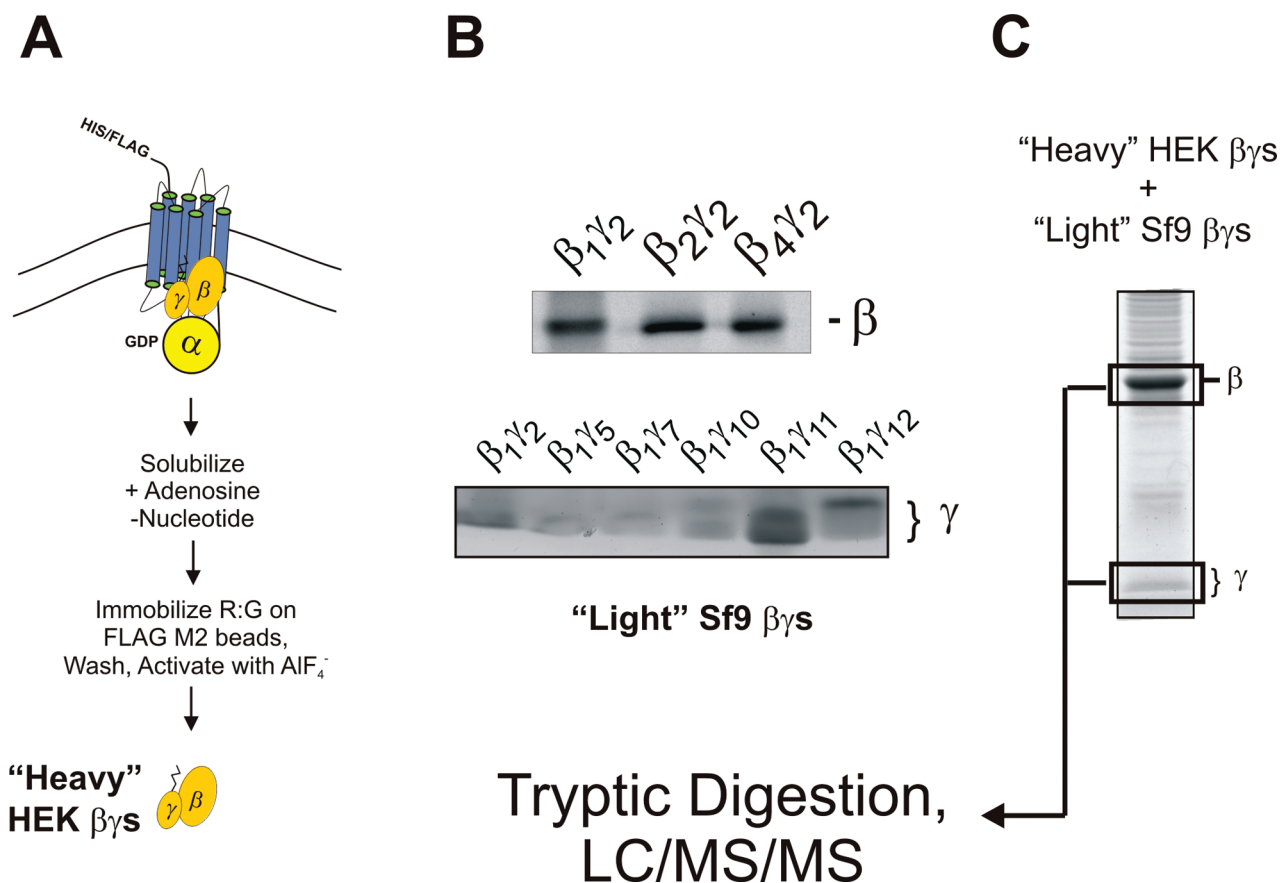 A
HIS/FLAG
γ
β
GDP
α
Solubilize
+ Adenosine
-Nucleotide
Immobilize R:G on
FLAG M2 beads,
Wash, Activate with AlF₄⁻
“Heavy”
HEK βγs
γ
β
B
β₁γ₂ β₂γ₂ β₄γ₂
- β
β₁γ₂ β₁γ₅ β₁γ₇ β₁γ₁₀ β₁γ₁₁ β₁γ₁₂
} γ
“Light” Sf9 βγs
C
“Heavy” HEK βγs
+
“Light” Sf9 βγs
β
} γ
Tryptic Digestion,
LC/MS/MS